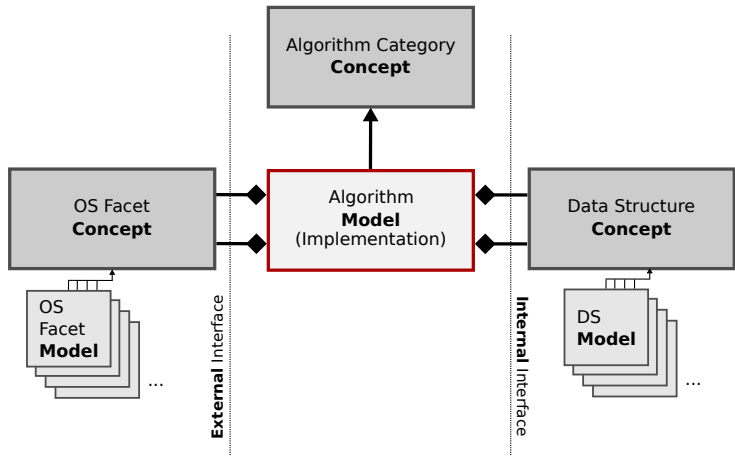 Algorithm Category
Concept
OS Facet
Concept
Algorithm
Model
(Implementation)
Data Structure
Concept
OS
Facet
Model
...
External Interface
Internal Interface
DS
Model
...